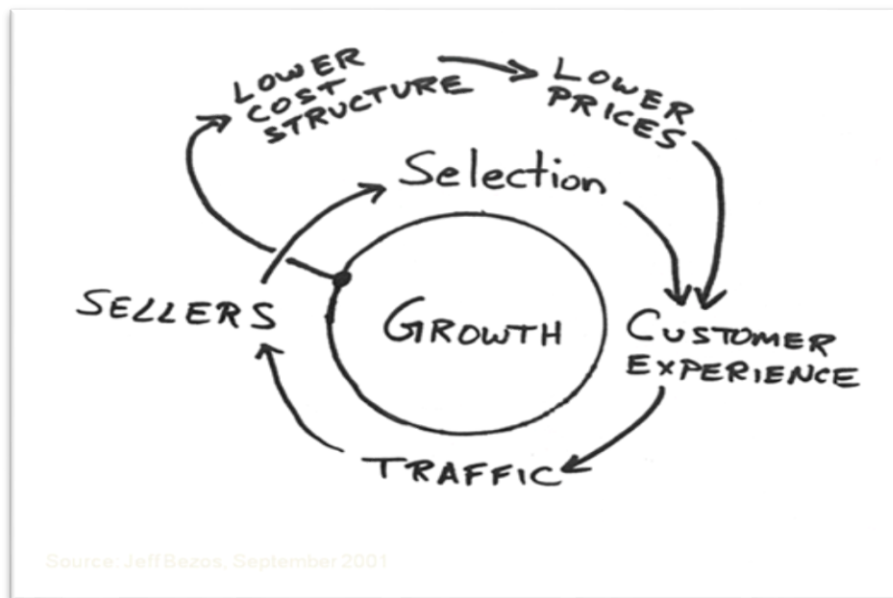 LOWER
COST
STRUCTURE
LOWER
PRICES
Selection
SELLERS
GROWTH
CUSTOMER
EXPERIENCE
TRAFFIC
Source: Jeff Bezos, September 2001